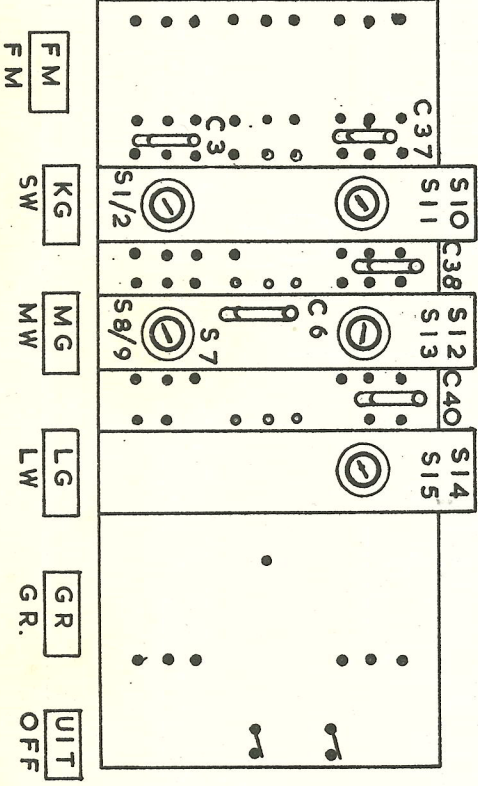 FM
FM
KG
SW
MG
MW
LG
LW
GR
GR.
UIT
OFF
C3
C37
S1/2
S10
S11
C38
S8/9
S7
C6
S12
S13
C40
S14
S15